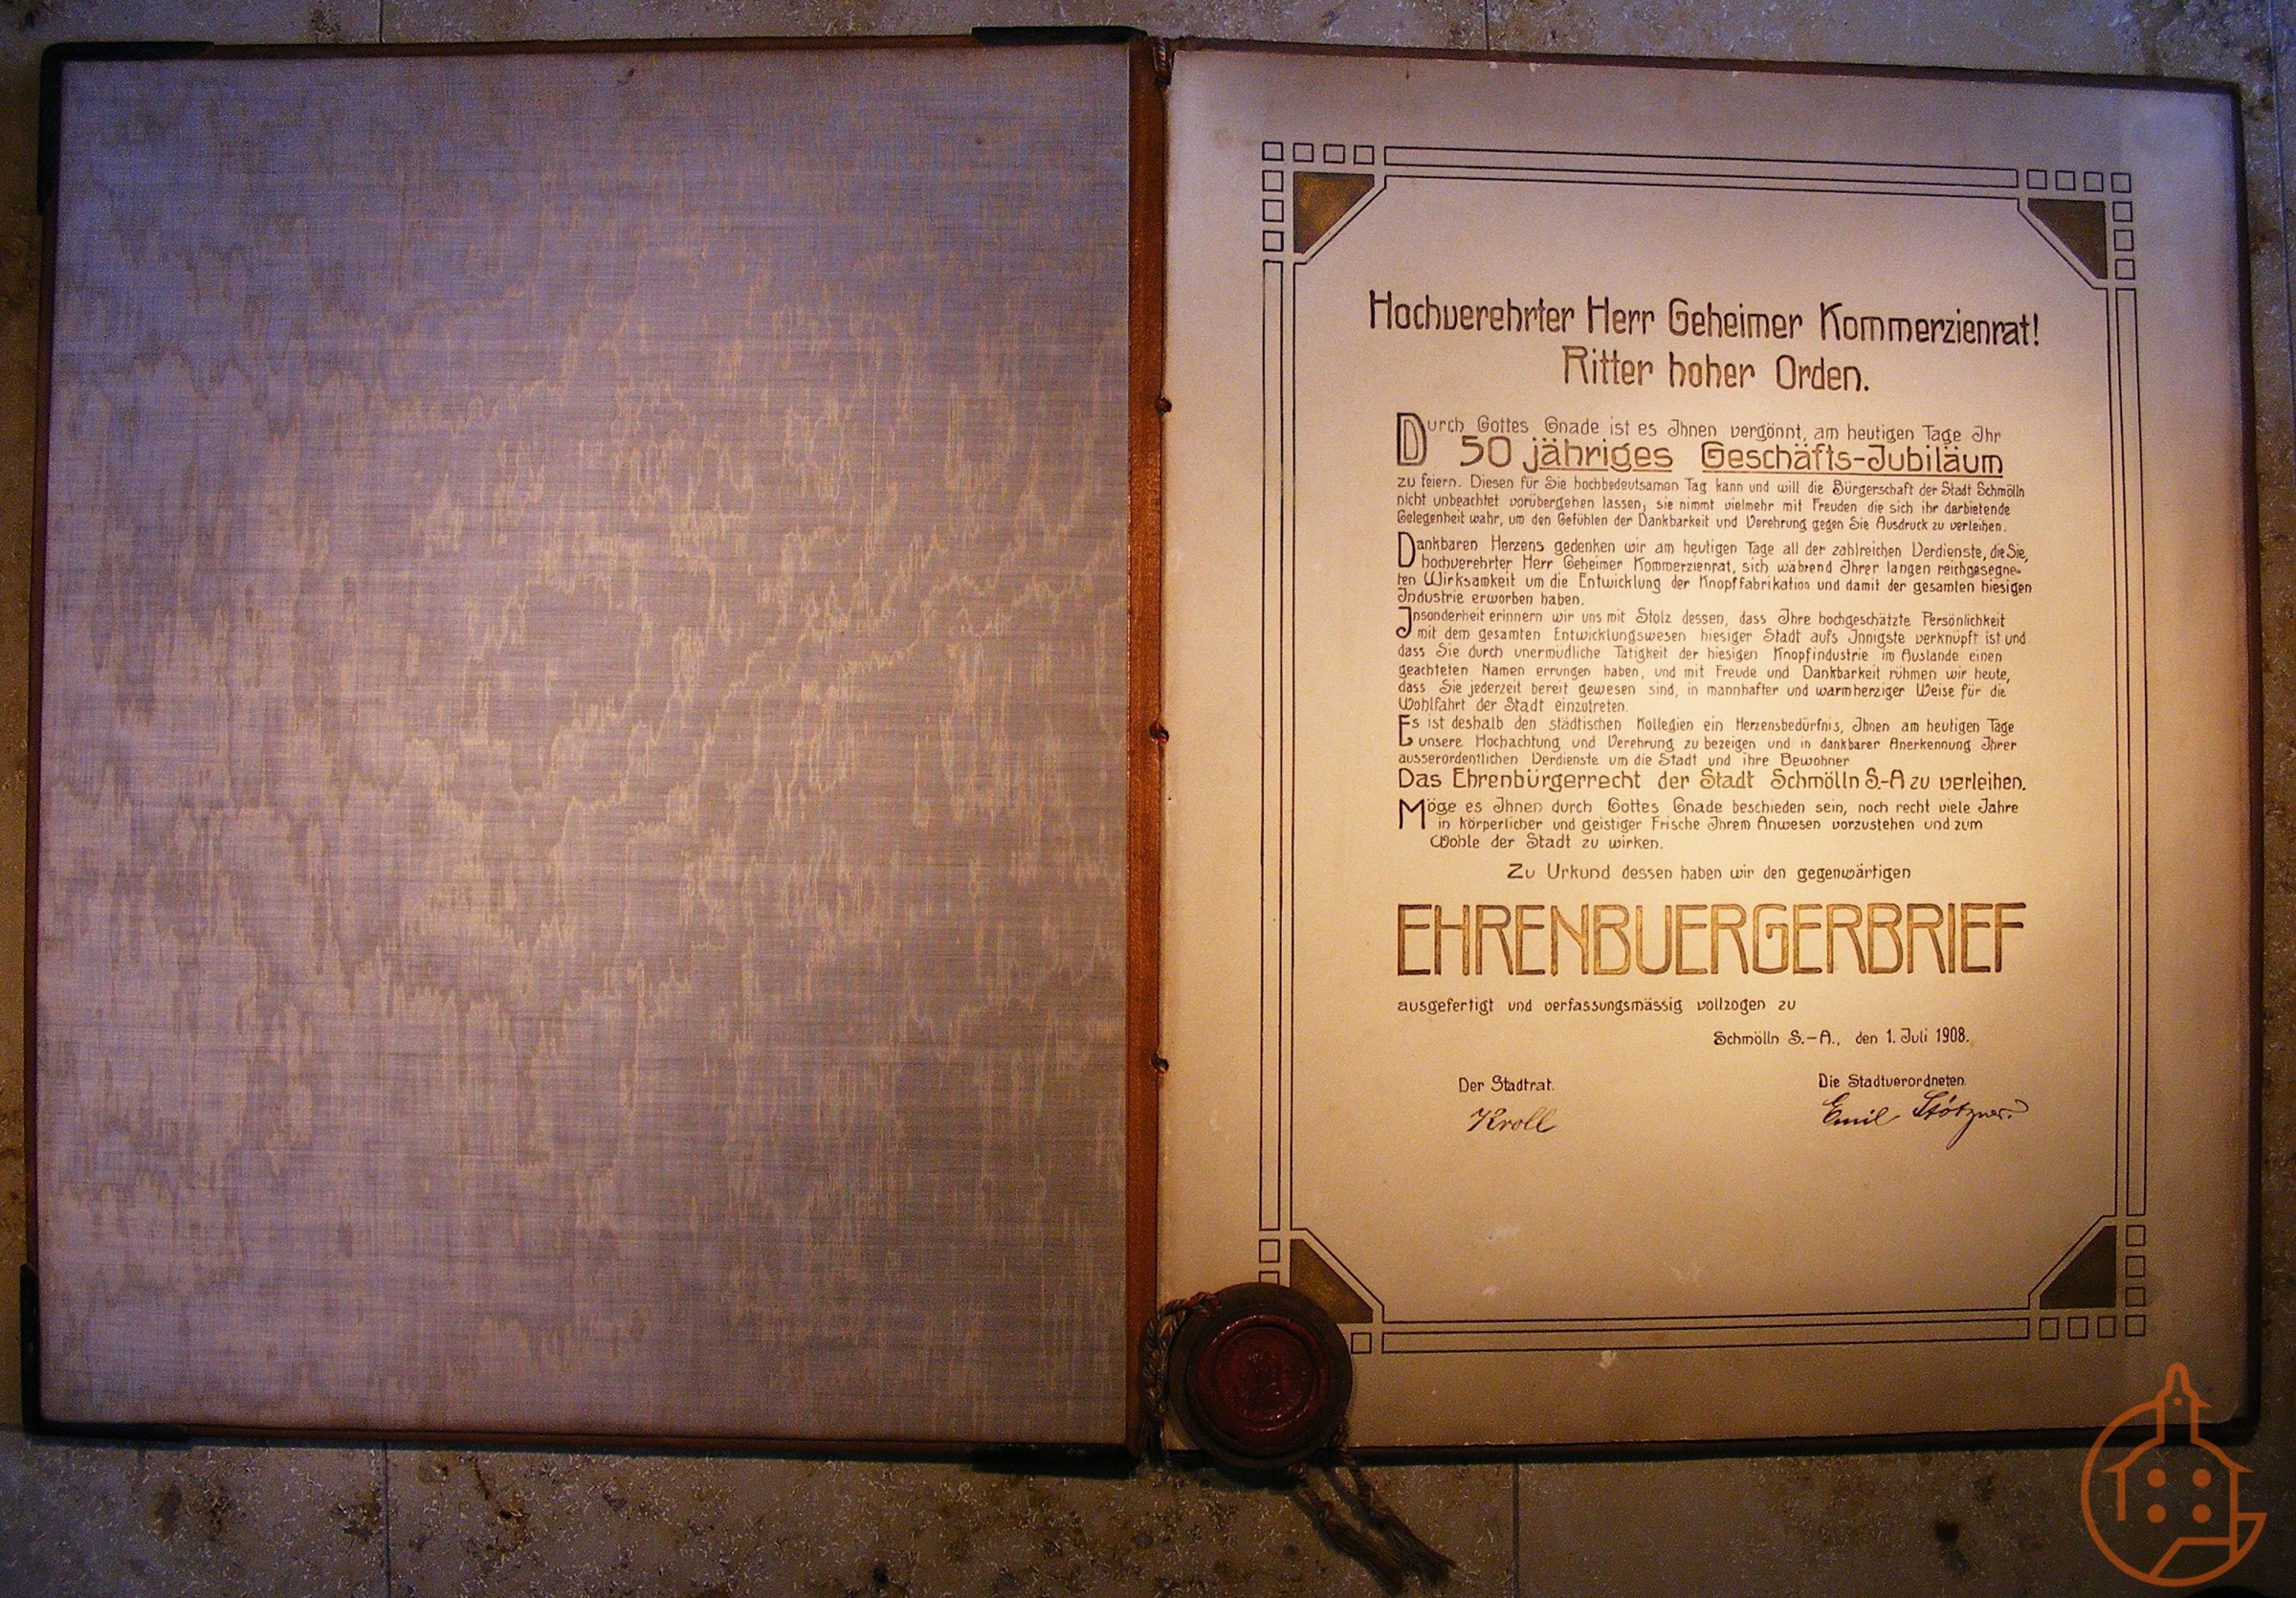 Hochverehrter Herr Geheimer Kommerzienrat!
Ritter hoher Orden.
Durch Gottes Gnade ist es Ihnen vergönnt, am heutigen Tage Ihr
50 jähriges Geschäfts-Jubiläum
zu feiern. Diesen für Sie hochbedeutsamen Tag kann und will die Bürgerschaft der Stadt Schmölln
nicht unbeachtet vorübergehen lassen, sie nimmt vielmehr mit Freuden die sich ihr darbietende
Gelegenheit wahr, um den Gefühlen der Dankbarkeit und Verehrung gegen Sie Ausdruck zu verleihen.
Dankbaren Herzens gedenken wir am heutigen Tage all der zahlreichen Verdienste, die Sie,
hochverehrter Herr Geheimer Kommerzienrat, sich während Ihrer langen reichgesegne-
ten Wirksamkeit um die Entwicklung der Knopffabrikation und damit der gesamten hiesigen
Industrie erworben haben.
Insonderheit erinnern wir uns mit Stolz dessen, dass Ihre hochgeschätzte Persönlichkeit
mit dem gesamten Entwicklungswesen hiesiger Stadt aufs Innigste verknüpft ist und
dass Sie durch unermüdliche Tätigkeit der hiesigen Knopfindustrie im Auslande einen
geachteten Namen errungen haben, und mit Freude und Dankbarkeit rühmen wir heute,
dass Sie jederzeit bereit gewesen sind, in mannhafter und warmherziger Weise für die
Wohlfahrt der Stadt einzutreten.
Es ist deshalb den städtischen Kollegien ein Herzensbedürfnis, Ihnen am heutigen Tage
unsere Hochachtung und Verehrung zu bezeigen und in dankbarer Anerkennung Ihrer
ausserordentlichen Verdienste um die Stadt und ihre Bewohner
Das Ehrenbürgerrecht der Stadt Schmölln S.-A zu verleihen.
Möge es Ihnen durch Gottes Gnade beschieden sein, noch recht viele Jahre
in körperlicher und geistiger Frische Ihrem Anwesen vorzustehen und zum
Wohle der Stadt zu wirken.
Zu Urkund dessen haben wir den gegenwärtigen
EHRENBUERGERBRIEF
ausgefertigt und verfassungsmässig vollzogen zu
Schmölln S.-A., den 1. Juli 1908.
Der Stadtrat. Die Stadtverordneten.
Kroll Emil Stötzner.